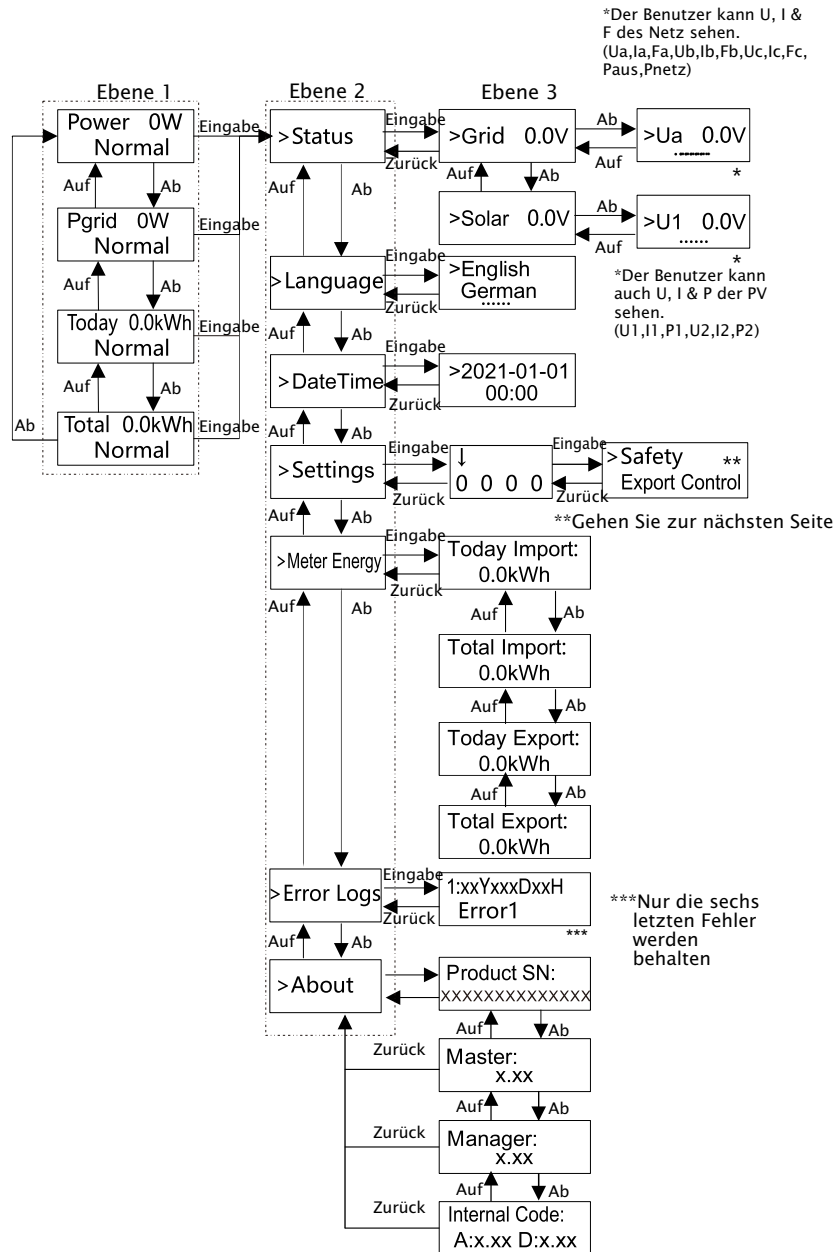 *Der Benutzer kann U, I &
F des Netz sehen.
(Ua,Ia,Fa,Ub,Ib,Fb,Uc,Ic,Fc,
Paus,Pnetz)
Ebene 1
Ebene 2
Ebene 3
Power 0W
Normal
Eingabe
>Status
Eingabe
Zurück
>Grid 0.0V
Ab
Auf
>Ua 0.0V
.......
*
Auf
Ab
Auf
Ab
Auf
Ab
Pgrid 0W
Normal
Eingabe
>Solar 0.0V
Ab
Auf
>U1 0.0V
......
*
*Der Benutzer kann
auch U, I & P der PV
sehen.
(U1,I1,P1,U2,I2,P2)
Auf
Ab
>Language
Eingabe
Zurück
>English
German
......
Today 0.0kWh
Normal
Eingabe
Auf
Ab
Auf
Ab
>DateTime
Eingabe
Zurück
>2021-01-01
00:00
Ab
Total 0.0kWh
Normal
Eingabe
Auf
Ab
>Settings
Eingabe
Zurück
↓
0 0 0 0
Eingabe
Zurück
>Safety **
Export Control
**Gehen Sie zur nächsten Seite
Auf
Ab
>Meter Energy
Eingabe
Zurück
Today Import:
0.0kWh
Auf
Ab
Auf
Ab
Total Import:
0.0kWh
Auf
Ab
Today Export:
0.0kWh
Auf
Ab
Total Export:
0.0kWh
>Error Logs
Eingabe
Zurück
1:xxYxxxDxxH
Error1
***
***Nur die sechs
letzten Fehler
werden
behalten
Auf
Ab
>About
Product SN:
XXXXXXXXXXXXXX
Auf
Ab
Zurück
Master:
x.xx
Auf
Ab
Zurück
Manager:
x.xx
Auf
Ab
Zurück
Internal Code:
A:x.xx D:x.xx